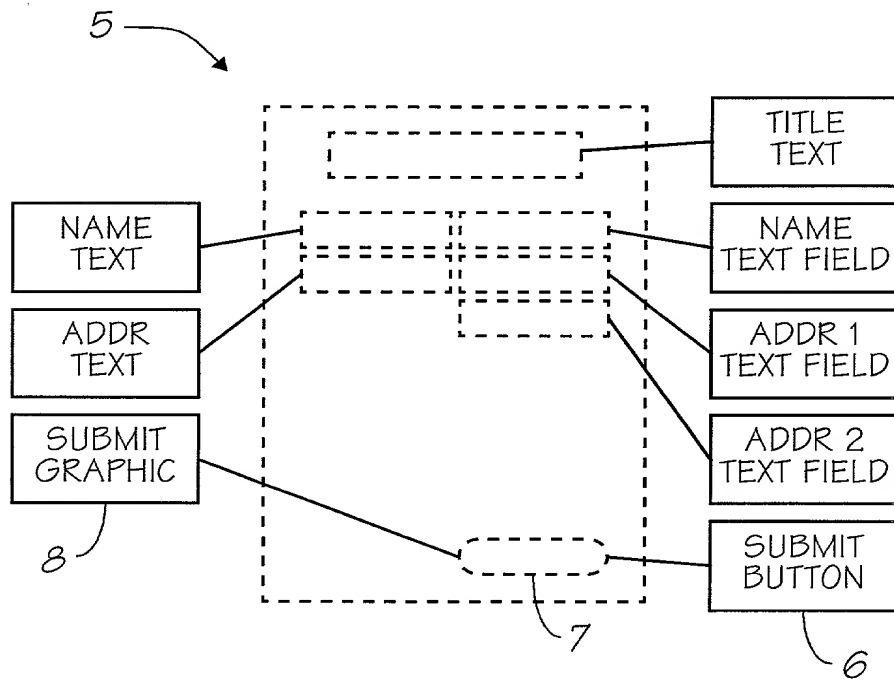 5
TITLE
TEXT
NAME
TEXT
NAME
TEXT FIELD
ADDR
TEXT
ADDR 1
TEXT FIELD
SUBMIT
GRAPHIC
ADDR 2
TEXT FIELD
8
SUBMIT
BUTTON
7
6